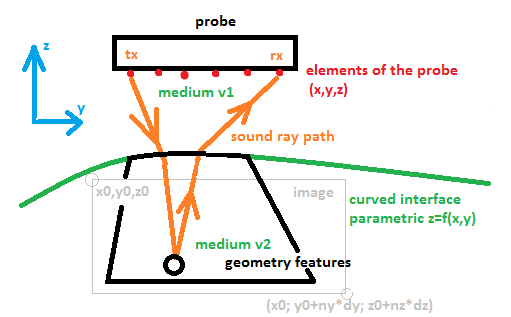 probe
z
tx
rx
elements of the probe
(x,y,z)
medium v1
y
sound ray path
x0,y0,z0
image
curved interface
parametric z=f(x,y)
medium v2
geometry features
(x0; y0+ny*dy; z0+nz*dz)